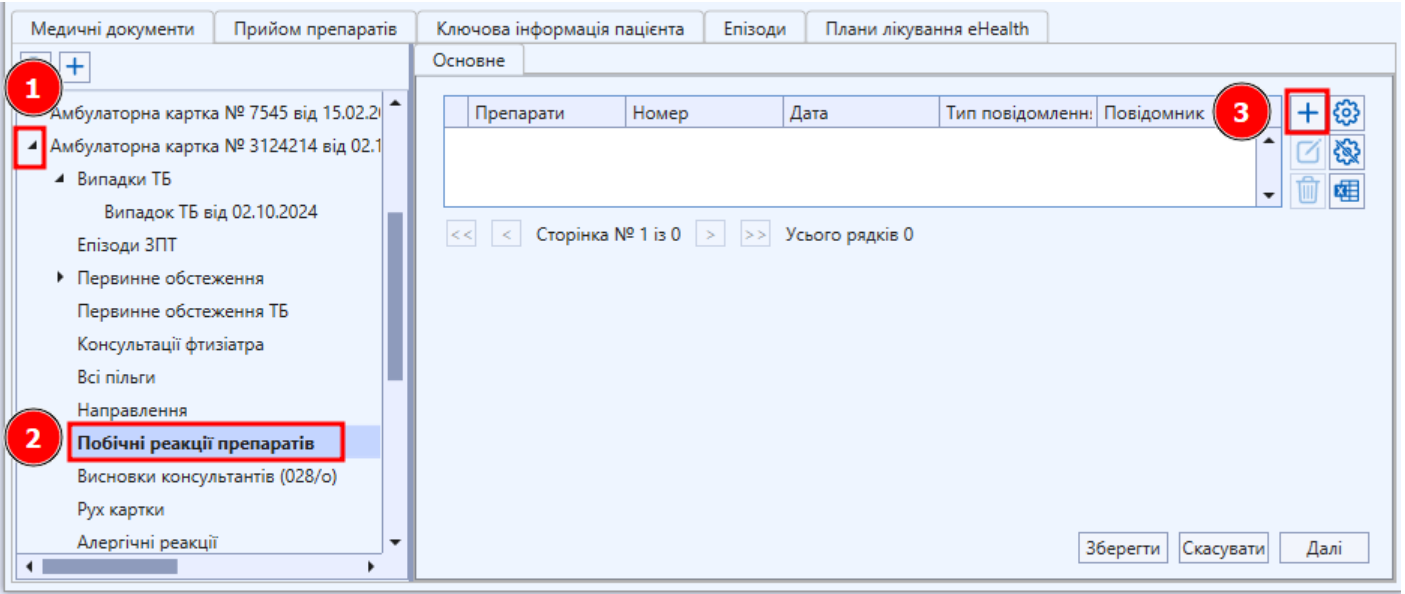 Медичні документи
Прийом препаратів
Ключова інформація пацієнта
Епізоди
Плани лікування eHealth
Основне
1
Амбулаторна картка № 7545 від 15.02.2
Амбулаторна картка № 3124214 від 02.1
Випадки ТБ
Випадок ТБ від 02.10.2024
Епізоди ЗПТ
Первинне обстеження
Первинне обстеження ТБ
Консультації фтизіатра
Всі пільги
Направлення
2
Побічні реакції препаратів
Висновки консультантів (028/о)
Рух картки
Алергічні реакції
Препарати
Номер
Дата
Тип повідомленн
Повідомник
3
<< < Сторінка № 1 із 0 > >> Усього рядків 0
Зберегти
Скасувати
Далі